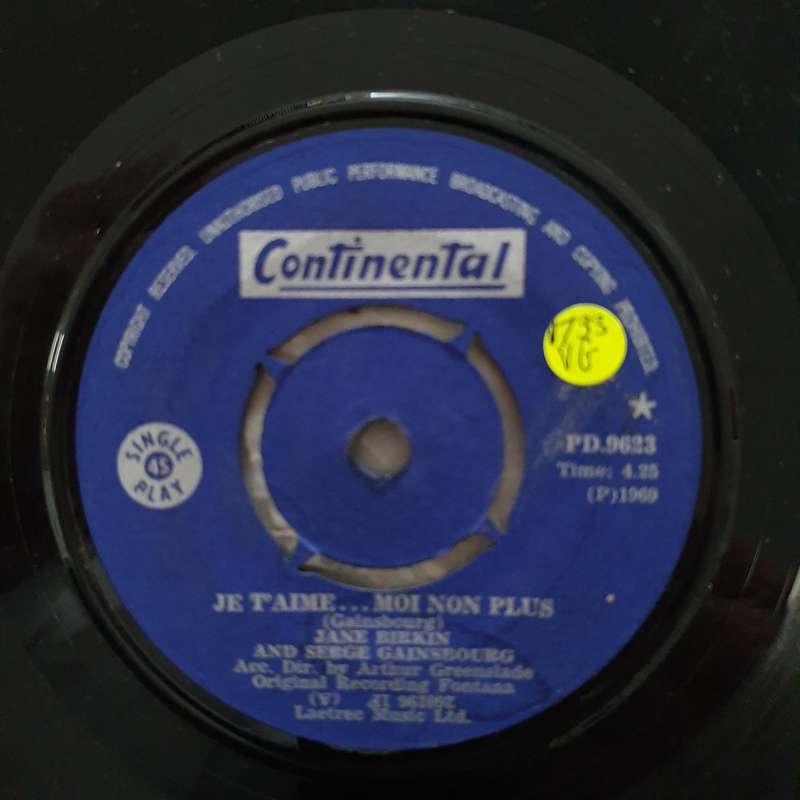 COPYRIGHT RESERVED UNAUTHORISED PUBLIC PERFORMANCE BROADCASTING AND COPYING PROHIBITED
Continental
VG
SINGLE
45
PLAY
PD.9623
Time: 4.25
(P)1969
JE T'AIME... MOI NON PLUS
(Gainsbourg)
JANE BIRKIN
AND SERGE GAINSBOURG
Acc. Dir. by Arthur Greenslade
Original Recording Fontana
(V)
Music Ltd.